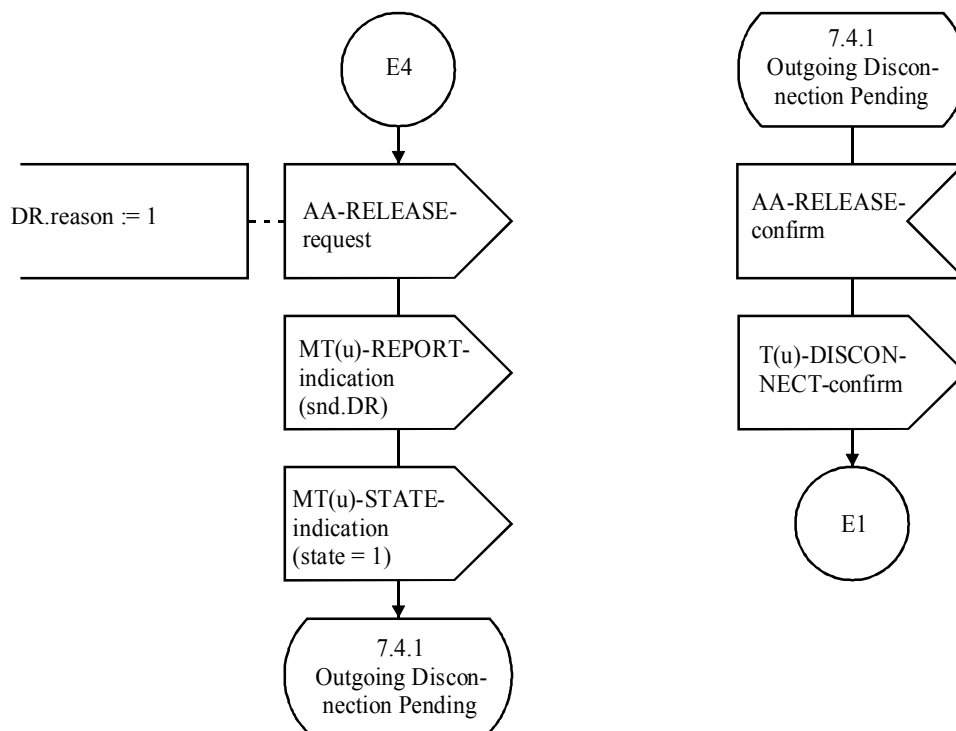 E4
DR.reason := 1
AA-RELEASE-
request
MT(u)-REPORT-
indication
(snd.DR)
MT(u)-STATE-
indication
(state = 1)
7.4.1
Outgoing Discon-
nection Pending
7.4.1
Outgoing Discon-
nection Pending
AA-RELEASE-
confirm
T(u)-DISCON-
NECT-confirm
E1